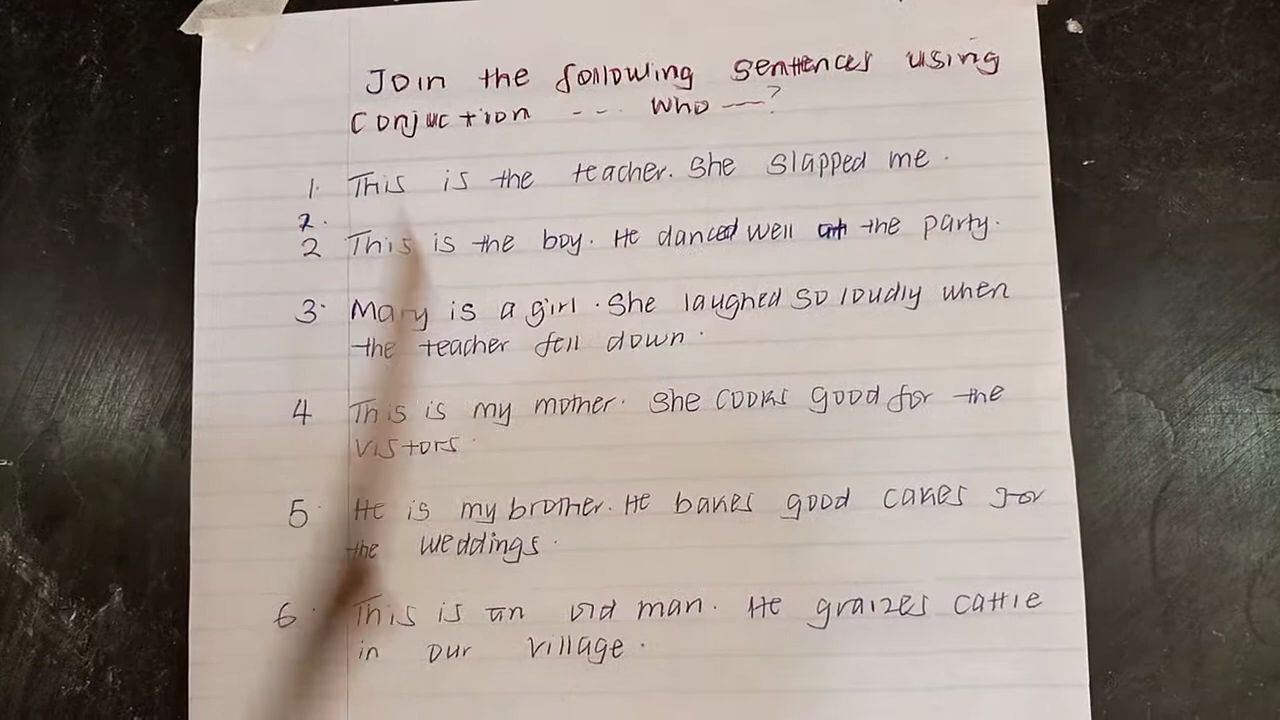 Join the following sentences using
Conjuction --- who —?
1. This is the teacher. She slapped me.
2.
2 This is the boy. He danced well at the party.
3. Mary is a girl. She laughed so loudly when
the teacher fell down.
4 This is my mother. She cooks good for the
vistors.
5. He is my brother. He bakes good cakes for
the weddings.
6. This is an old man. He graizes cattle
in our village.